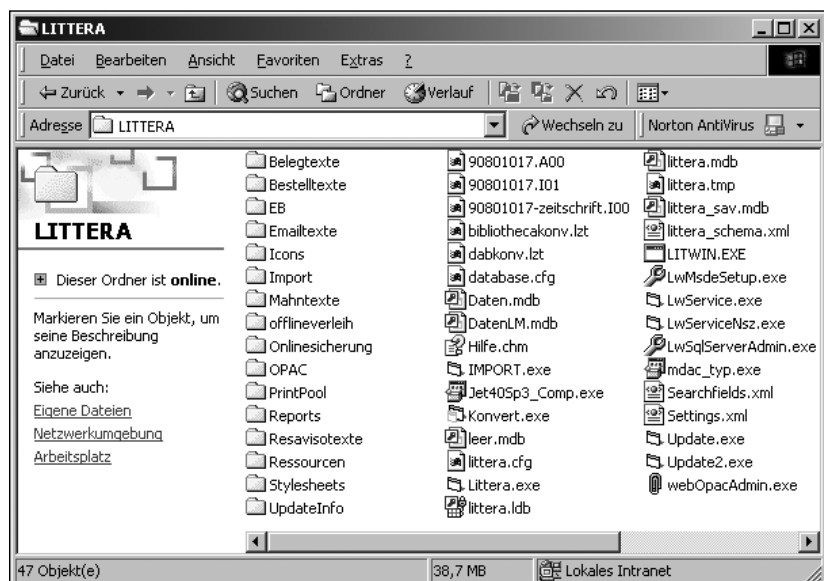 LITTERA
Datei Bearbeiten Ansicht Favoriten Extras ?
Zurück Suchen Ordner Verlauf
Adresse LITTERA Wechseln zu Norton AntiVirus
LITTERA
Dieser Ordner ist online.
Markieren Sie ein Objekt, um
seine Beschreibung
anzuzeigen.
Siehe auch:
Eigene Dateien
Netzwerkumgebung
Arbeitsplatz
Belegtexte
Bestelltexte
EB
Emailtexte
Icons
Import
Mahntexte
offlineverleih
Onlinesicherung
OPAC
PrintPool
Reports
Resavisotexte
Ressourcen
Stylesheets
UpdateInfo
90801017.A00
90801017.I01
90801017-zeitschrift.I00
bibliothecakonv.lzt
dabkonv.lzt
database.cfg
Daten.mdb
DatenLM.mdb
Hilfe.chm
IMPORT.exe
Jet40Sp3_Comp.exe
Konvert.exe
leer.mdb
littera.cfg
Littera.exe
littera.ldb
littera.mdb
littera.tmp
littera_sav.mdb
littera_schema.xml
LITWIN.EXE
LwMsdeSetup.exe
LwService.exe
LwServiceNsz.exe
LwSqlServerAdmin.exe
mdac_typ.exe
Searchfields.xml
Settings.xml
Update.exe
Update2.exe
webOpacAdmin.exe
47 Objekt(e) 38,7 MB Lokales Intranet